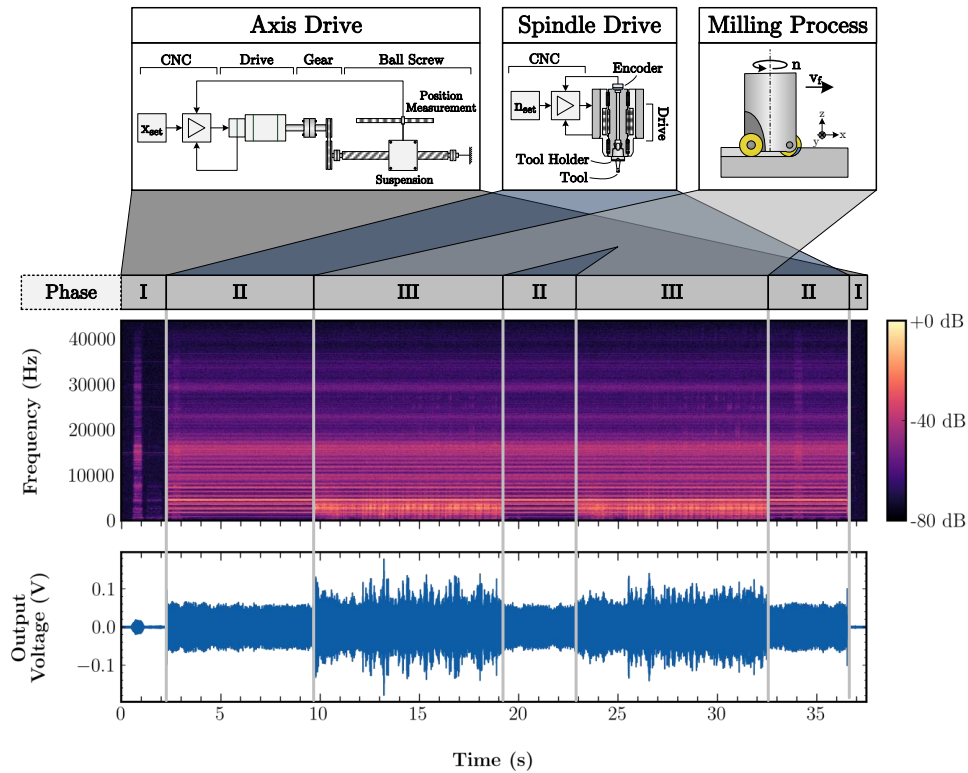 Axis Drive
Spindle Drive
Milling Process
CNC
Drive
Gear
Ball Screw
x_set
Position
Measurement
Suspension
CNC
Encoder
n_set
Drive
Tool Holder
Tool
n
v_f
z
x
y
Phase
I
II
III
II
III
II
I
Frequency (Hz)
40000
30000
20000
10000
0
+0 dB
-40 dB
-80 dB
Output
Voltage (V)
0.1
0.0
−0.1
0
5
10
15
20
25
30
35
Time (s)